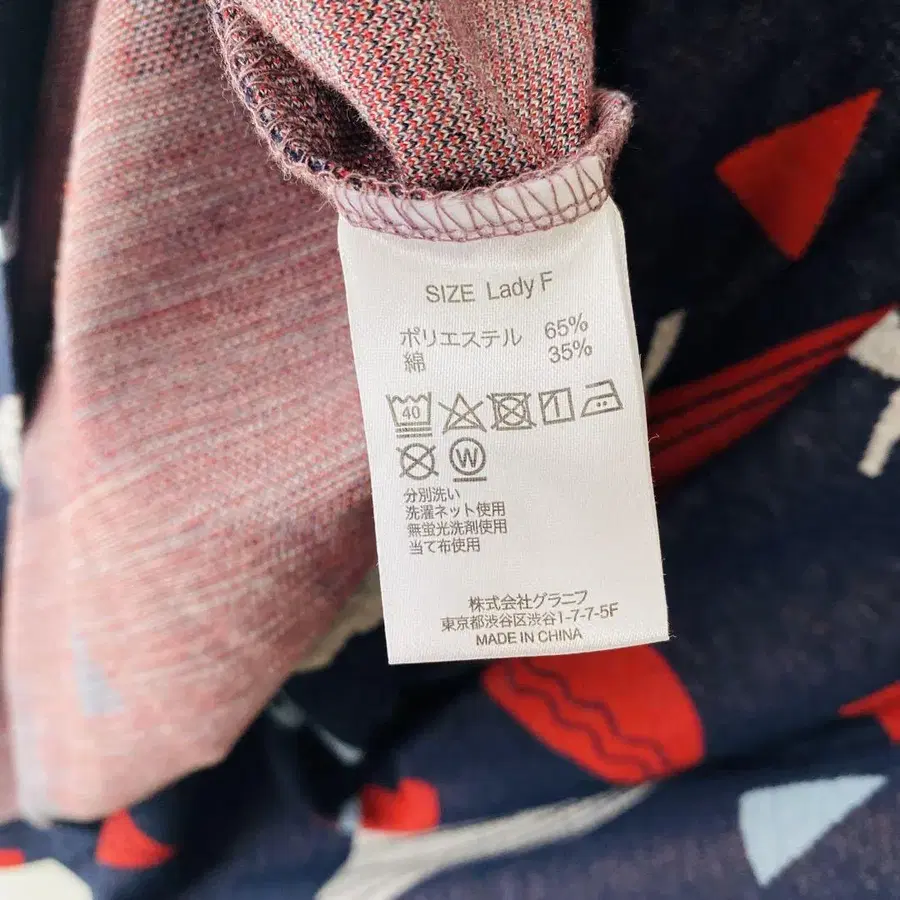 SIZE Lady F
ポリエステル 65%
綿 35%
40
W
分別洗い
洗濯ネット使用
無蛍光洗剤使用
当て布使用
株式会社グラニフ
東京都渋谷区渋谷1-7-7-5F
MADE IN CHINA